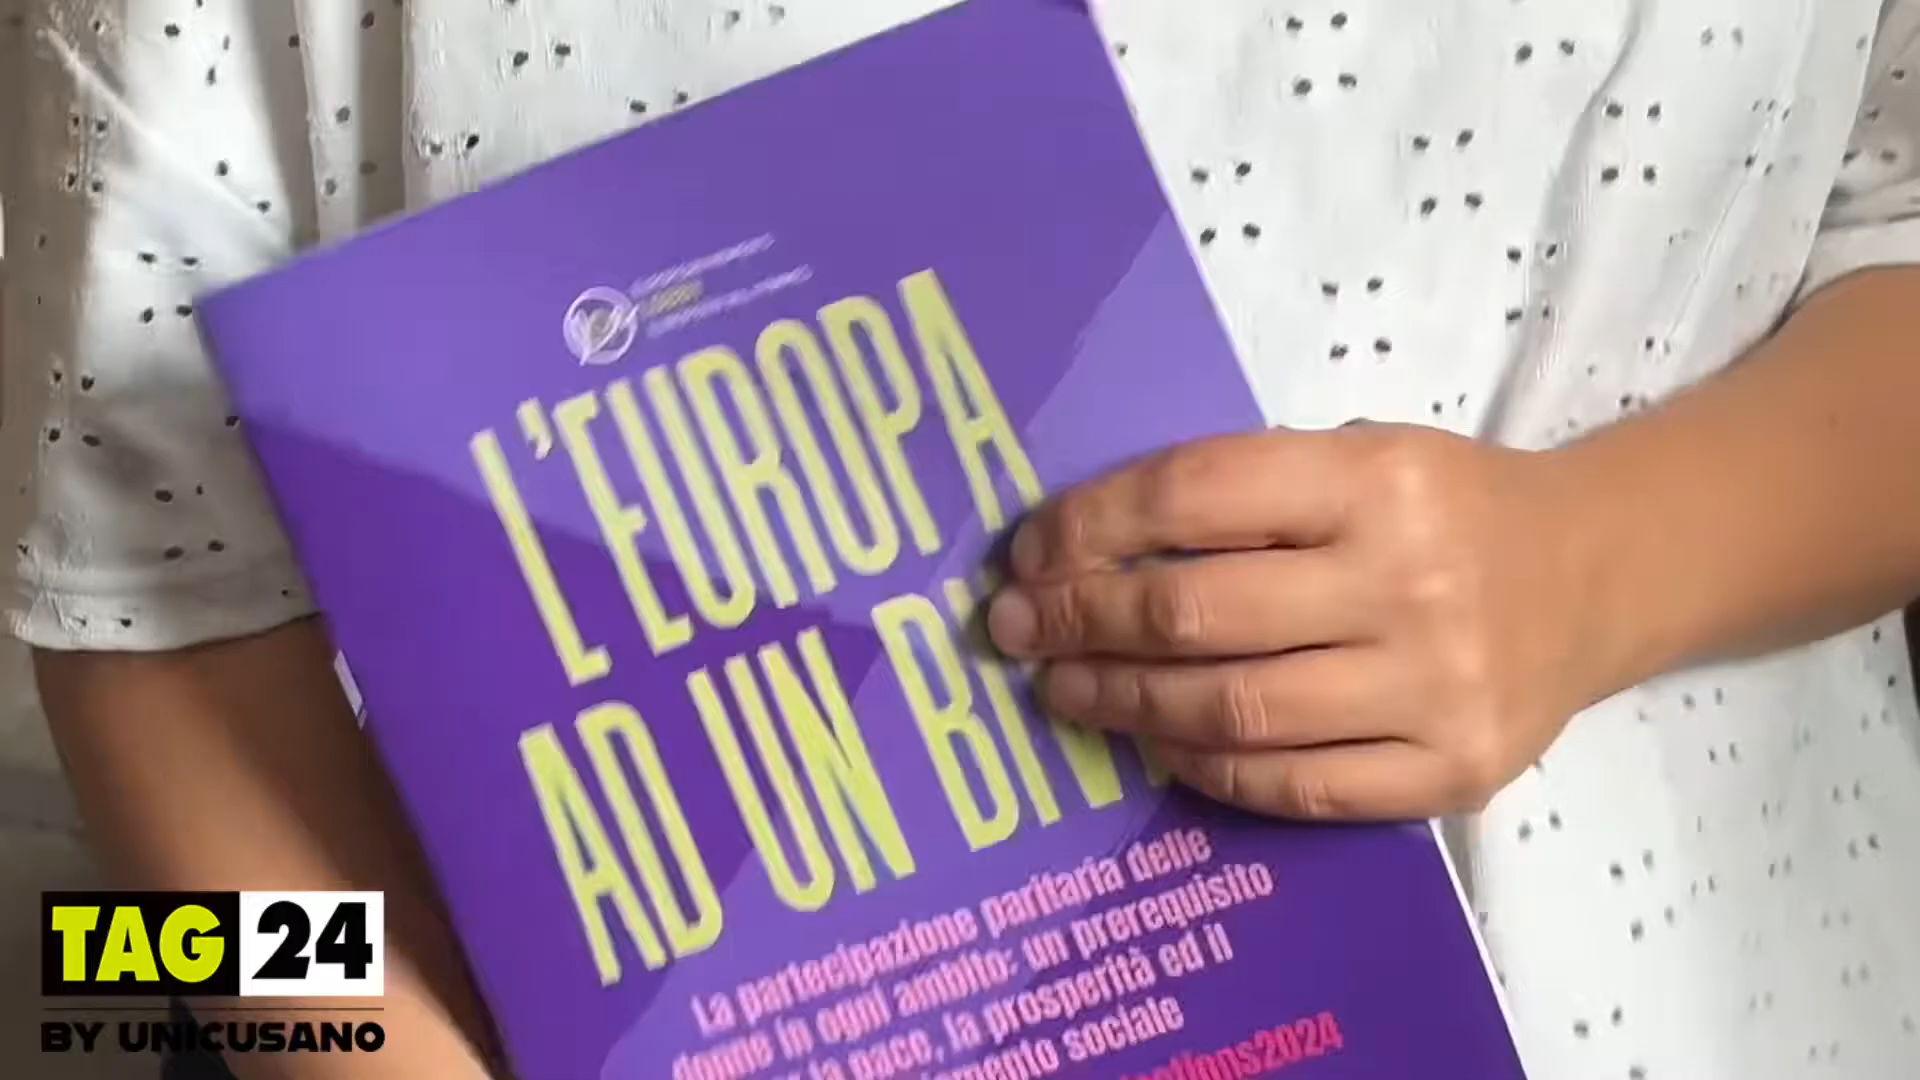 L'EUROPA
AD UN BIV
La partecipazione paritaria delle
donne in ogni ambito: un prerequisito
la pace, la prosperità ed il
sociale
TAG 24
BY UNICUSANO